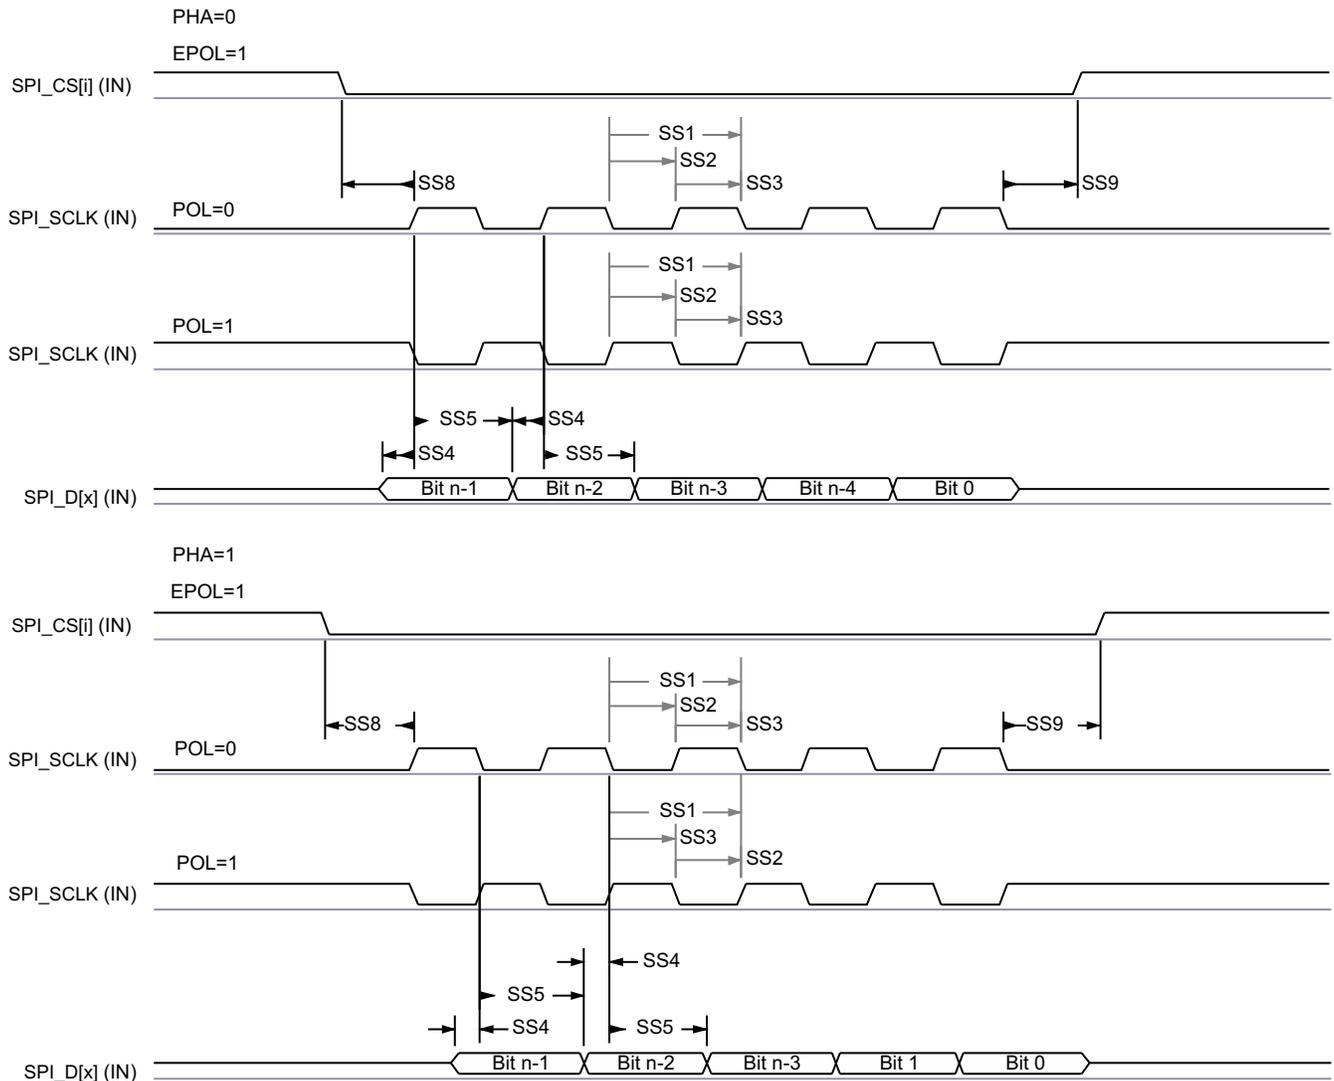 PHA=0
EPOL=1
SPI_CS[i] (IN)
SS1
SS2
SS8
SS3
SS9
POL=0
SPI_SCLK (IN)
SS1
SS2
SS3
POL=1
SPI_SCLK (IN)
SS5
SS4
SS4
SS5
SPI_D[x] (IN)
Bit n-1
Bit n-2
Bit n-3
Bit n-4
Bit 0
PHA=1
EPOL=1
SPI_CS[i] (IN)
SS1
SS2
SS8
SS3
SS9
POL=0
SPI_SCLK (IN)
SS1
SS3
SS2
POL=1
SPI_SCLK (IN)
SS4
SS5
SS4
SS5
SPI_D[x] (IN)
Bit n-1
Bit n-2
Bit n-3
Bit 1
Bit 0